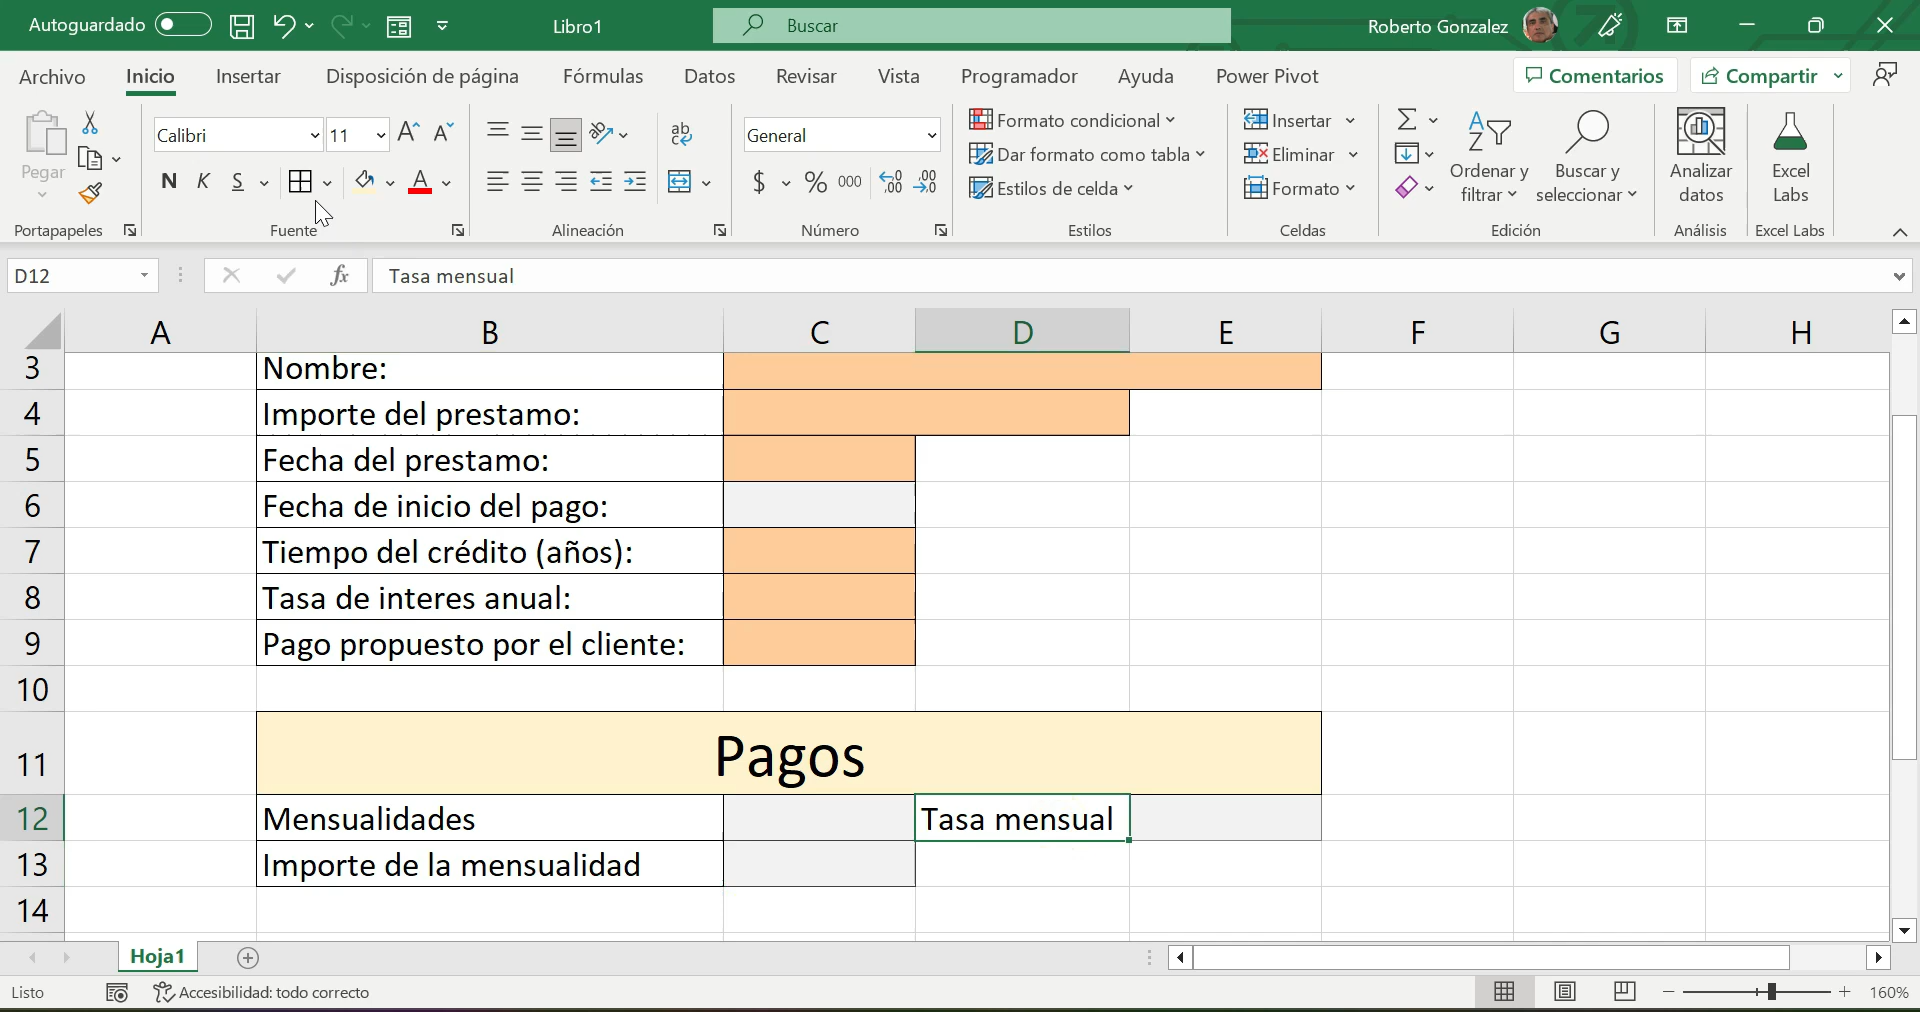 Autoguardado Libro1 Buscar Roberto Gonzalez
Archivo Inicio Insertar Disposición de página Fórmulas Datos Revisar Vista Programador Ayuda Power Pivot Comentarios Compartir
Pegar
Portapapeles
Calibri 11
N K S
Fuente
ab
Alineación
General
$ % 000
Número
Formato condicional
Dar formato como tabla
Estilos de celda
Estilos
Insertar
Eliminar
Formato
Celdas
Ordenar y
filtrar
Buscar y
seleccionar
Edición
Analizar
datos
Análisis
Excel
Labs
Excel Labs
D12 fx Tasa mensual
A B C D E F G H
3 Nombre:
4 Importe del prestamo:
5 Fecha del prestamo:
6 Fecha de inicio del pago:
7 Tiempo del crédito (años):
8 Tasa de interes anual:
9 Pago propuesto por el cliente:
10
11 Pagos
12 Mensualidades Tasa mensual
13 Importe de la mensualidad
14
Hoja1
Listo Accesibilidad: todo correcto 160%